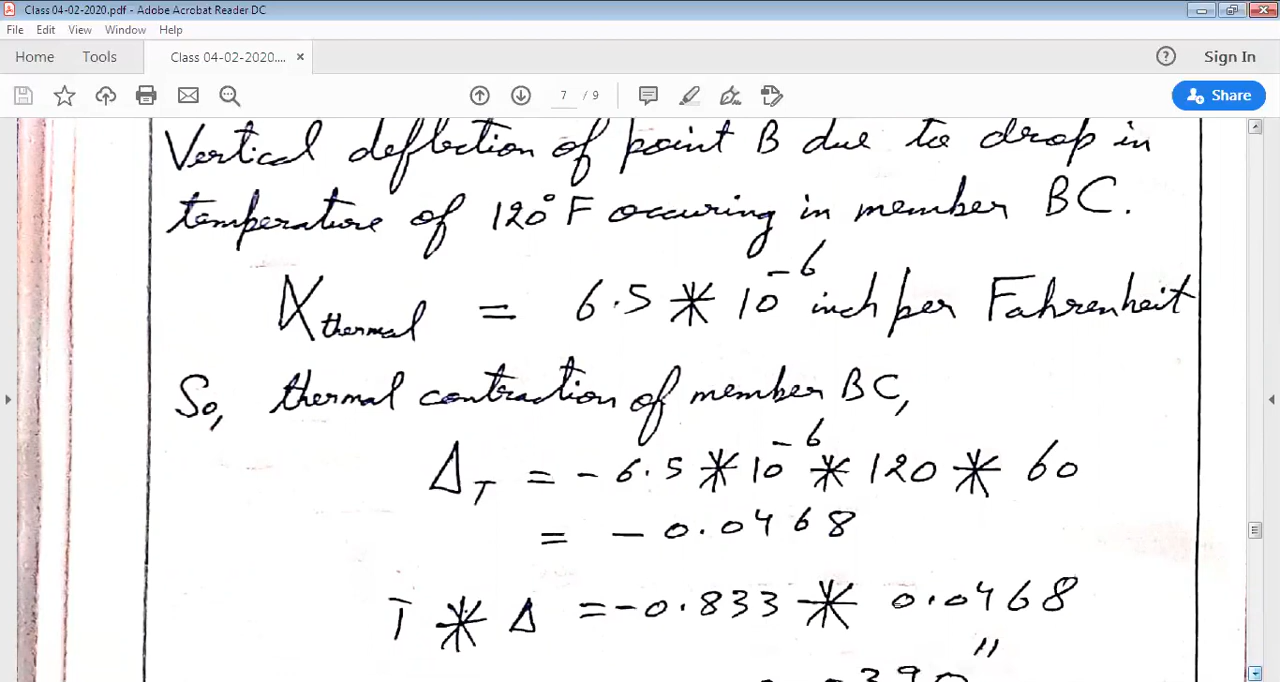 Class 04-02-2020.pdf - Adobe Acrobat Reader DC
File Edit View Window Help
Home Tools Class 04-02-2020.... × ? Sign In
7 / 9 Share
Vertical deflection of point B due to drop in
temperature of 120° F occuring in member BC.
α thermal = 6.5 * 10⁻⁶ inch per Fahrenheit
So, thermal contraction of member BC,
Δ_T = - 6.5 * 10⁻⁶ * 120 * 60
= - 0.0468
T * Δ = - 0.833 * 0.0468
"